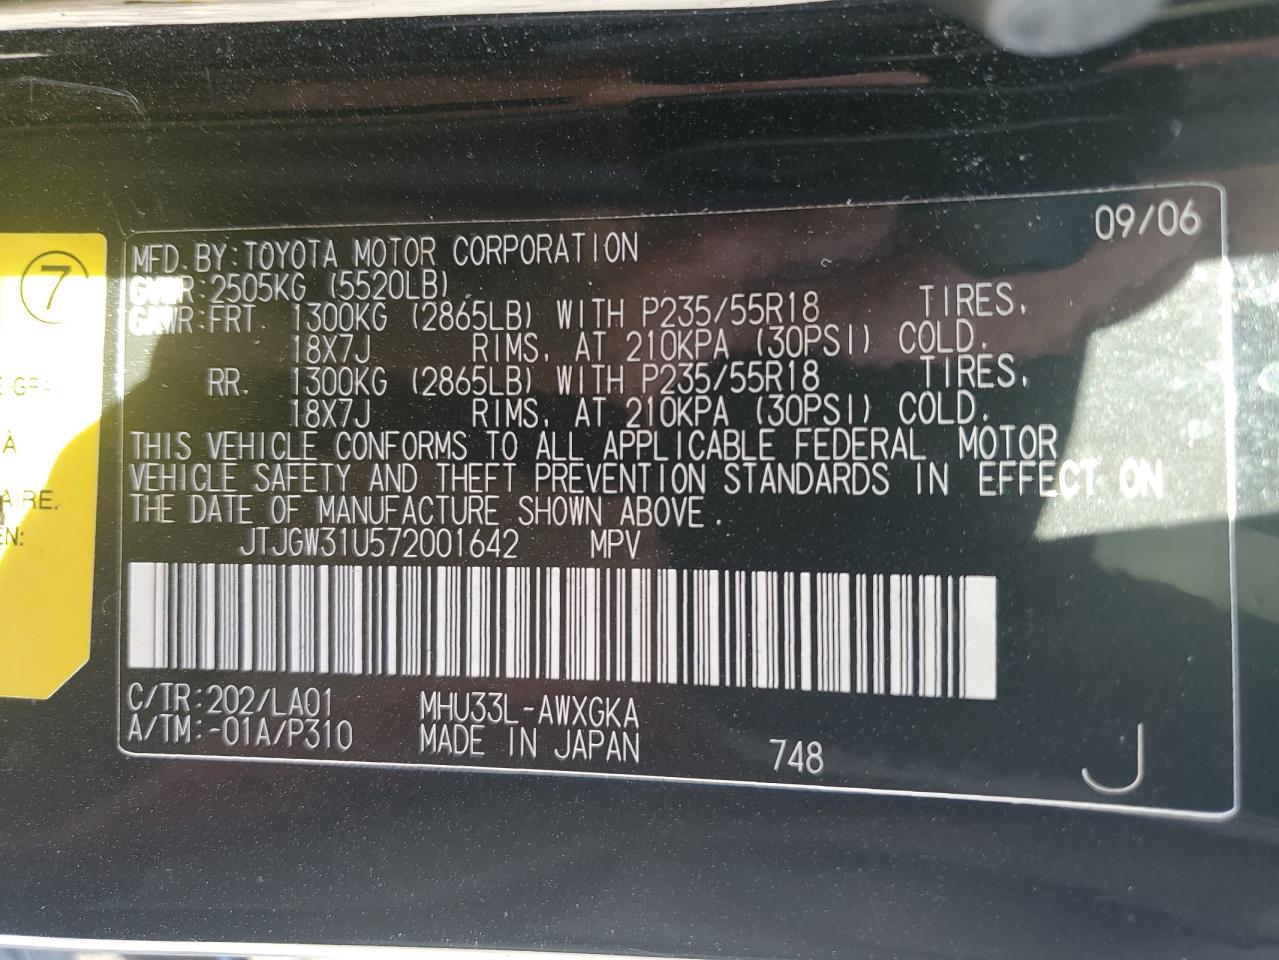 09/06
MFD. BY: TOYOTA MOTOR CORPORATION
GVWR: 2505KG (5520LB)
GAWR: FRT. 1300KG (2865LB) WITH P235/55R18 TIRES,
18X7J RIMS, AT 210KPA (30PSI) COLD.
RR. 1300KG (2865LB) WITH P235/55R18 TIRES,
18X7J RIMS, AT 210KPA (30PSI) COLD.
THIS VEHICLE CONFORMS TO ALL APPLICABLE FEDERAL MOTOR
VEHICLE SAFETY AND THEFT PREVENTION STANDARDS IN EFFECT ON
THE DATE OF MANUFACTURE SHOWN ABOVE.
JTJGW31U572001642 MPV
C/TR: 202/LA01 MHU33L-AWXGKA
A/TM: -01A/P310 MADE IN JAPAN
748
J
7
À